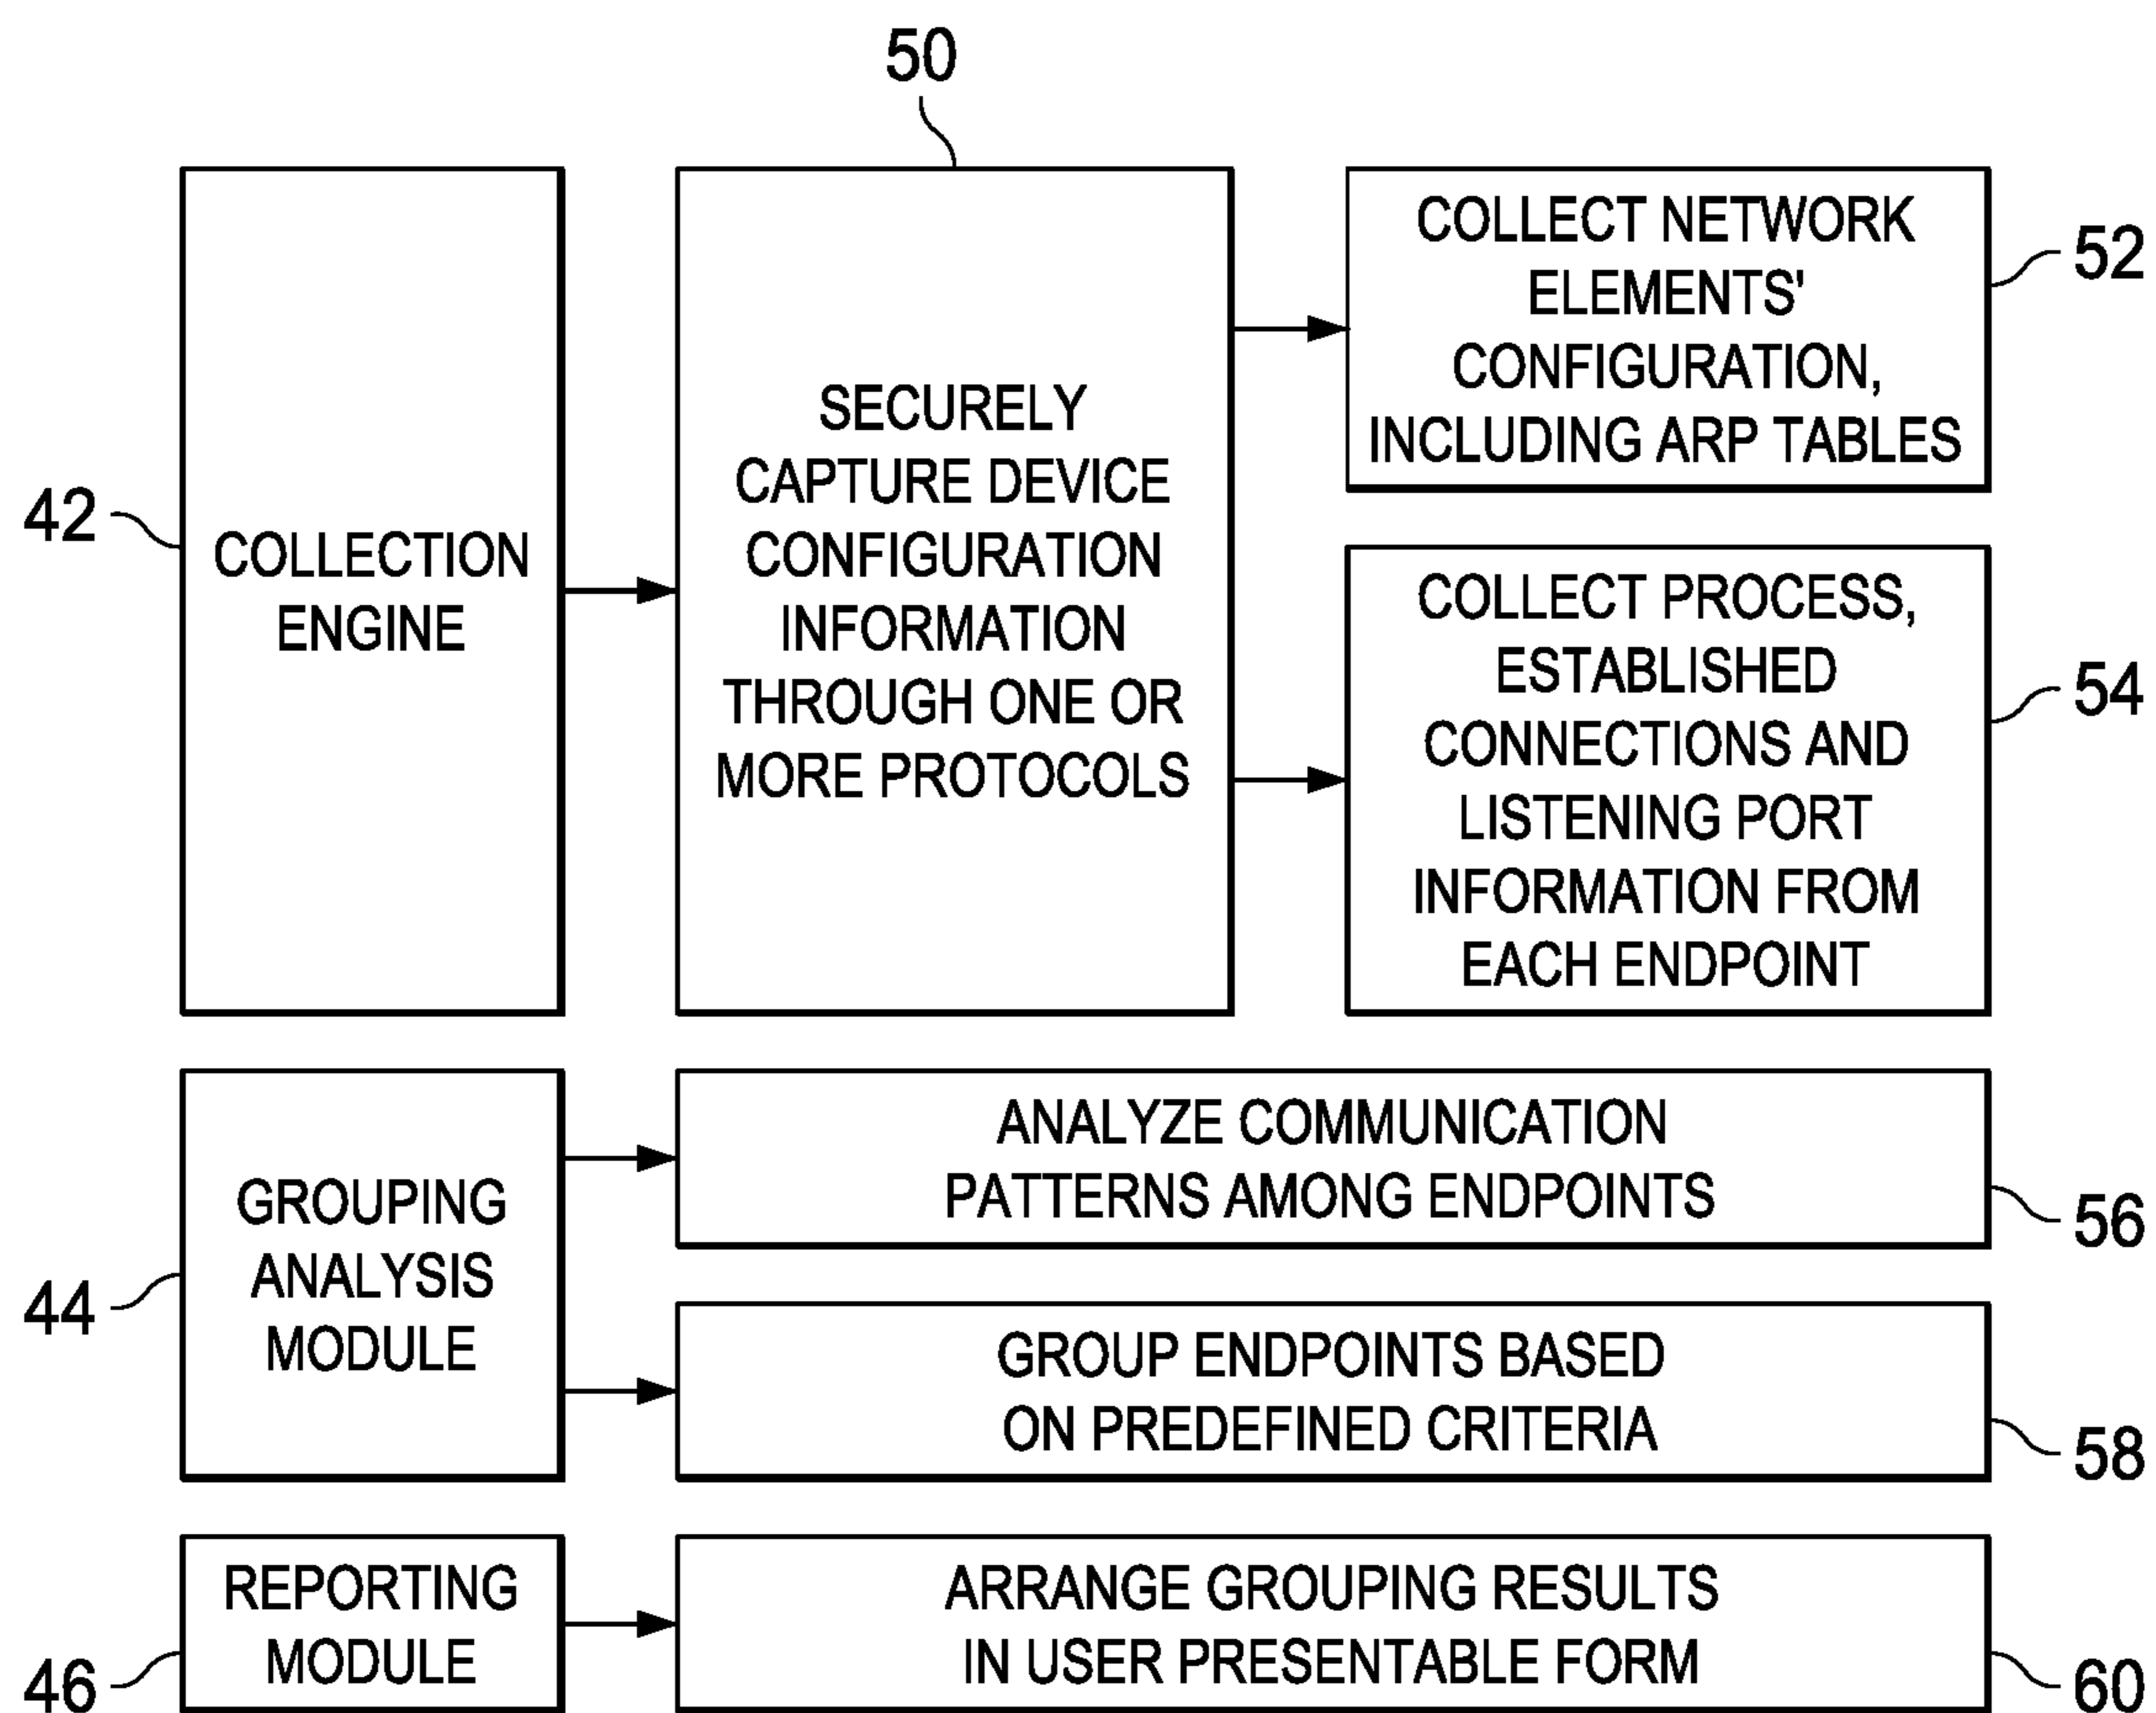 50
COLLECTION
ENGINE
42
SECURELY
CAPTURE DEVICE
CONFIGURATION
INFORMATION
THROUGH ONE OR
MORE PROTOCOLS
COLLECT NETWORK
ELEMENTS'
CONFIGURATION,
INCLUDING ARP TABLES
52
COLLECT PROCESS,
ESTABLISHED
CONNECTIONS AND
LISTENING PORT
INFORMATION FROM
EACH ENDPOINT
54
GROUPING
ANALYSIS
MODULE
44
ANALYZE COMMUNICATION
PATTERNS AMONG ENDPOINTS
56
GROUP ENDPOINTS BASED
ON PREDEFINED CRITERIA
58
REPORTING
MODULE
46
ARRANGE GROUPING RESULTS
IN USER PRESENTABLE FORM
60